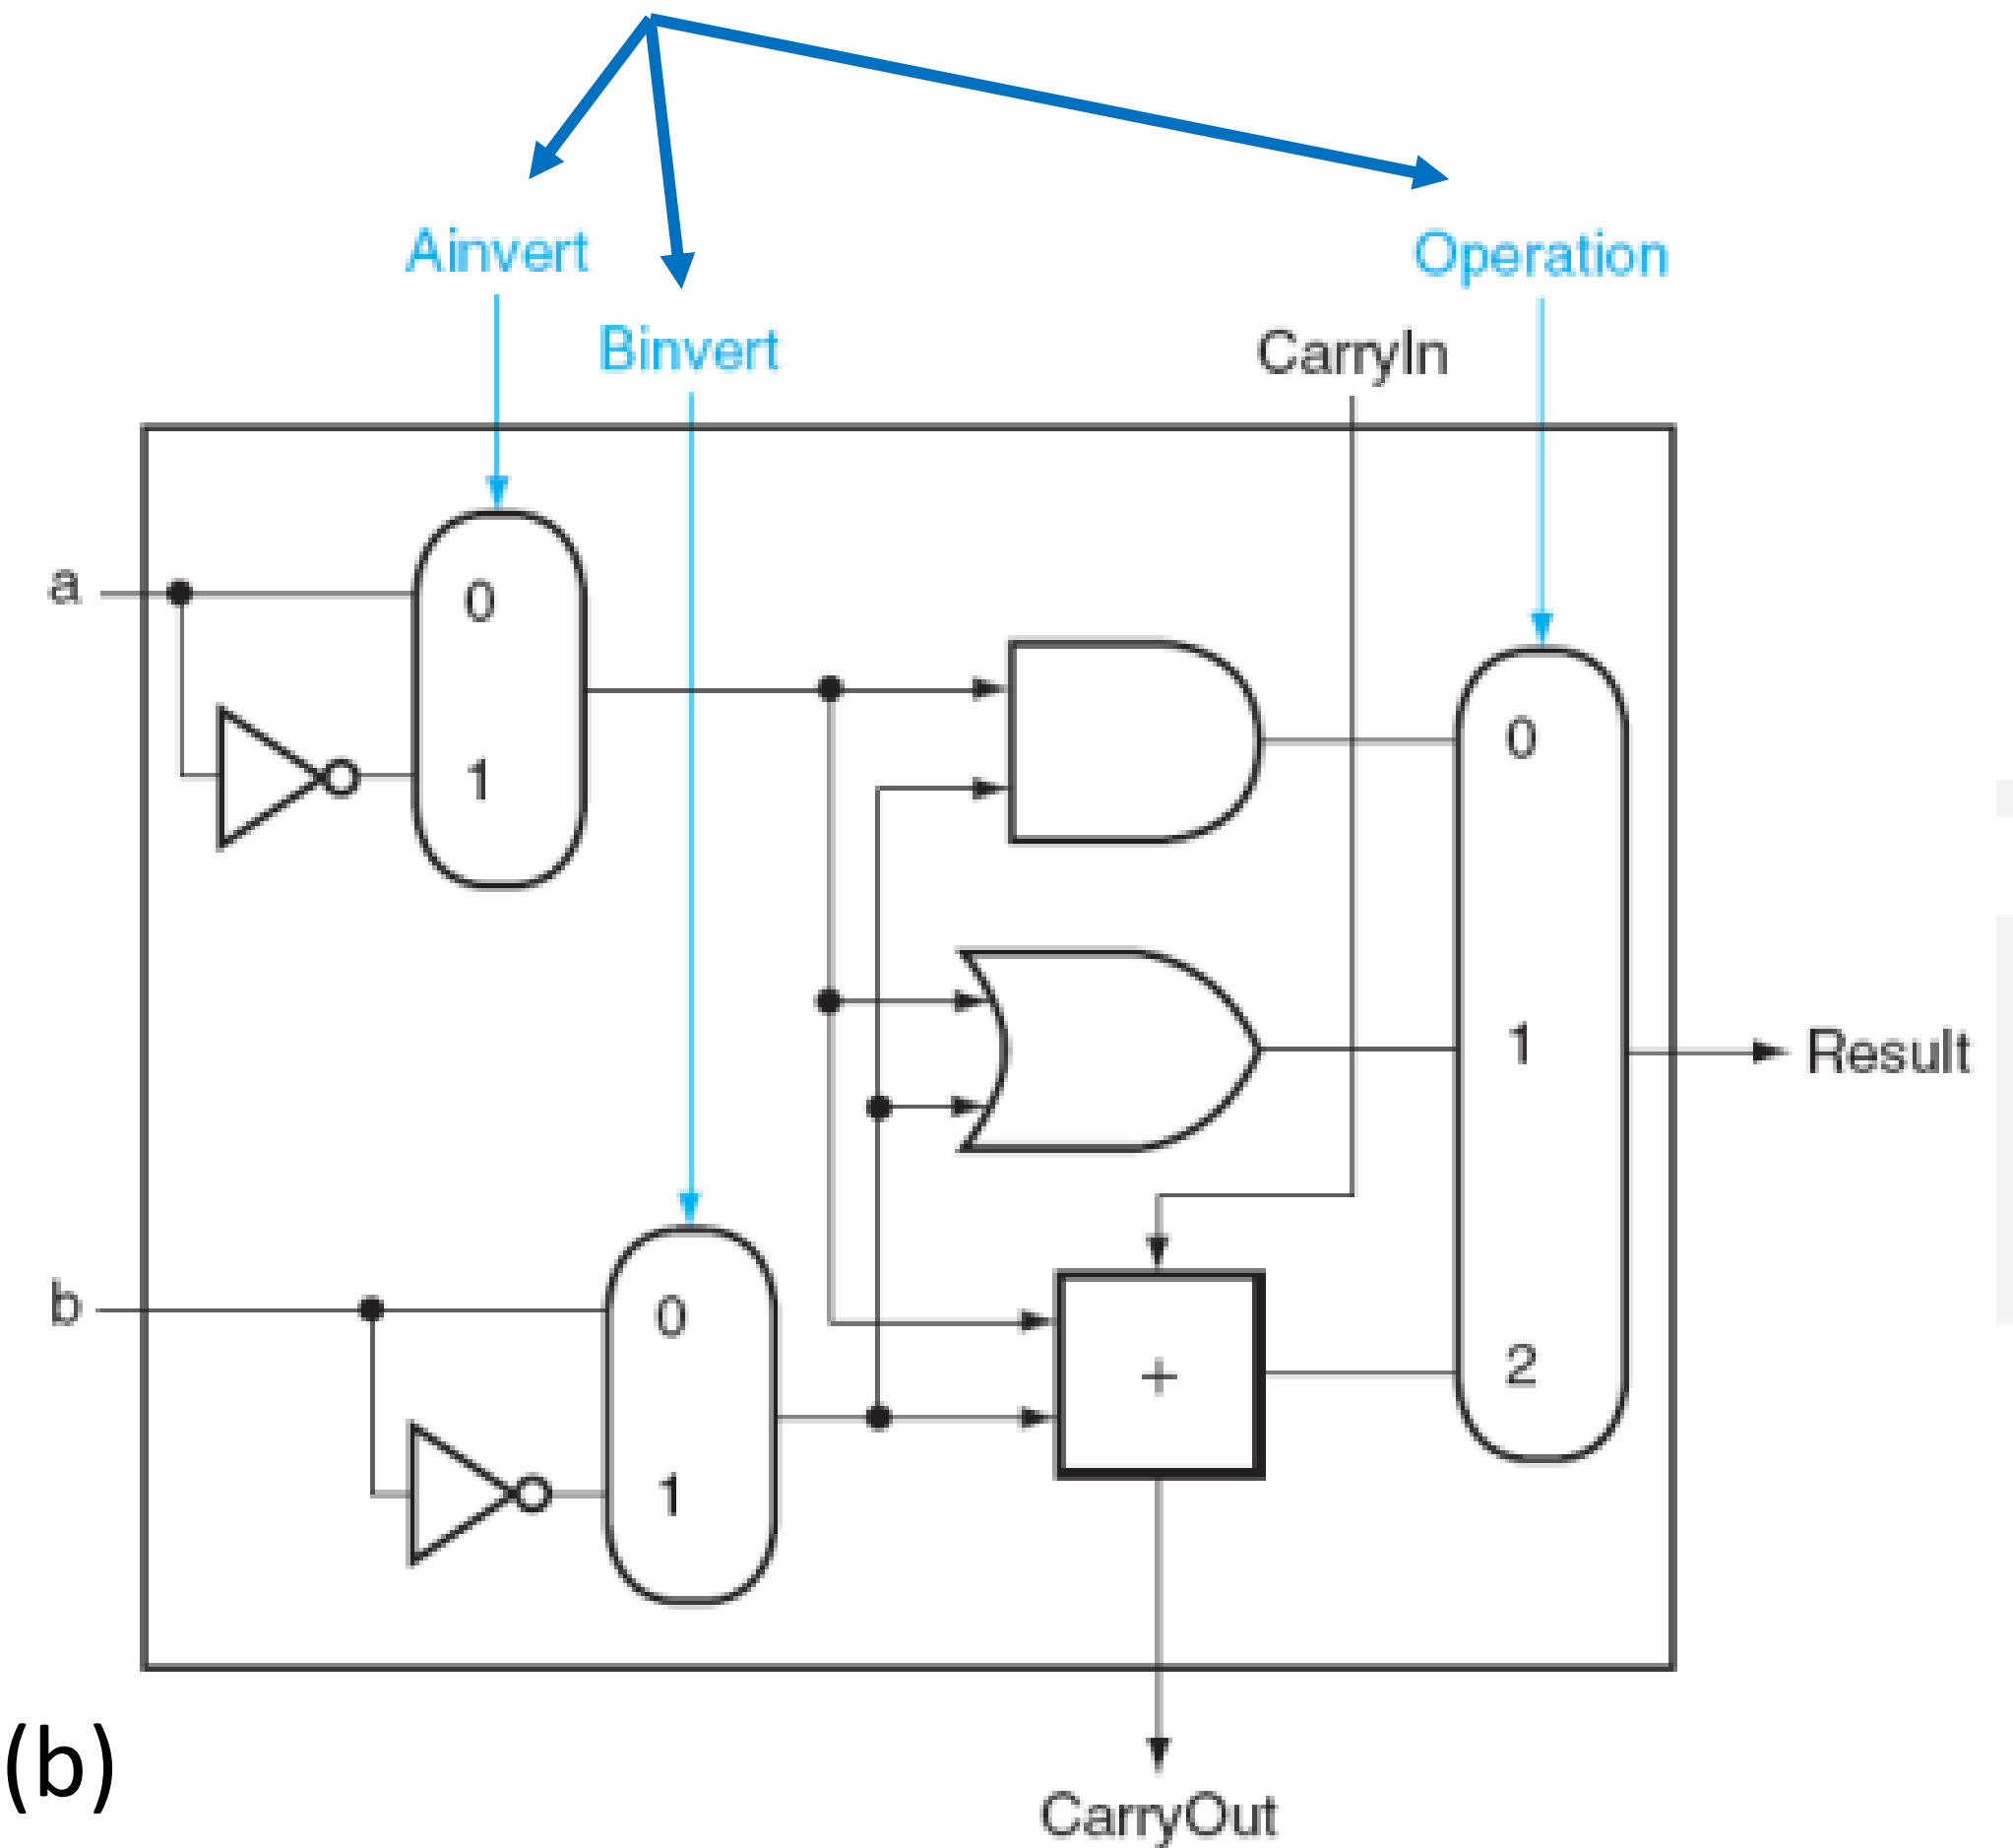 Ainvert
Operation
Binvert
CarryIn
a
0
1
0
1
Result
b
0
1
+
2
(b)
CarryOut